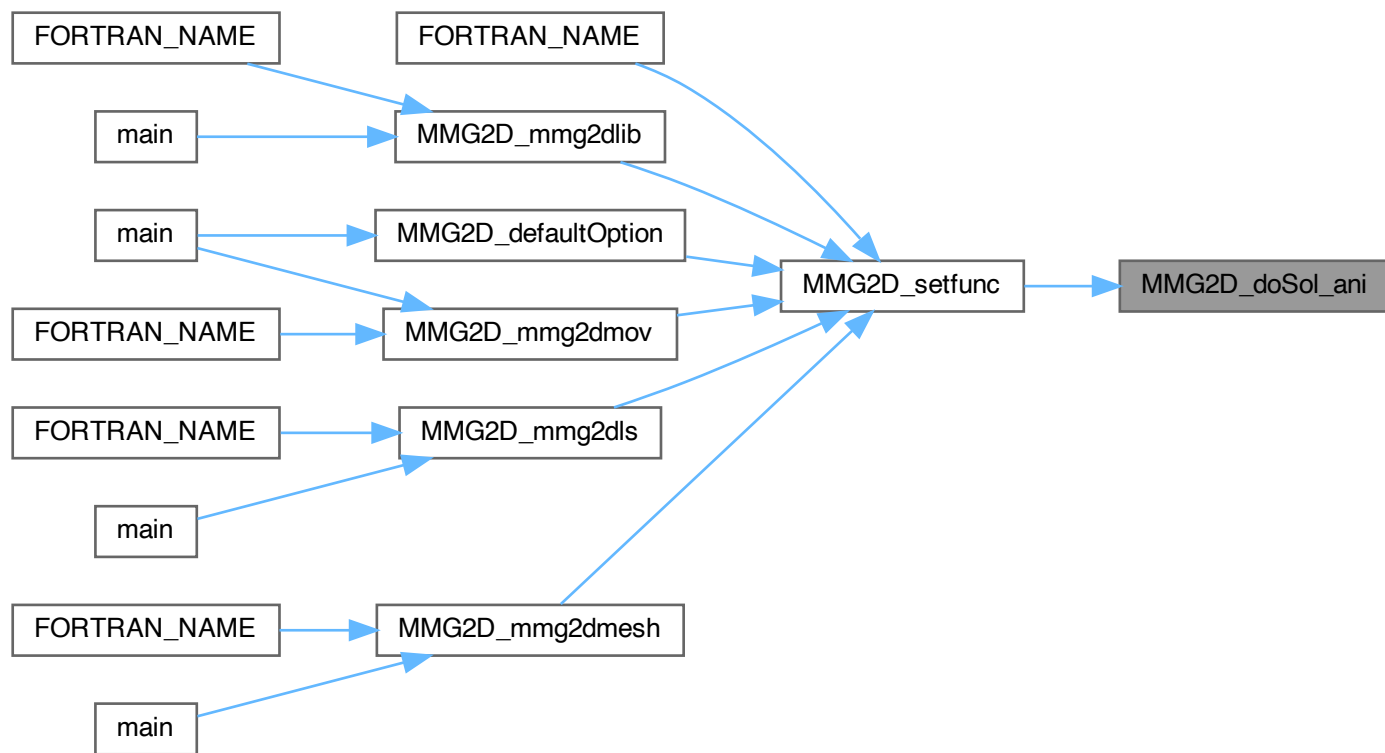 FORTRAN_NAME
FORTRAN_NAME
main
MMG2D_mmg2dlib
main
MMG2D_defaultOption
MMG2D_setfunc
MMG2D_doSol_ani
FORTRAN_NAME
MMG2D_mmg2dmov
FORTRAN_NAME
MMG2D_mmg2dls
main
FORTRAN_NAME
MMG2D_mmg2dmesh
main